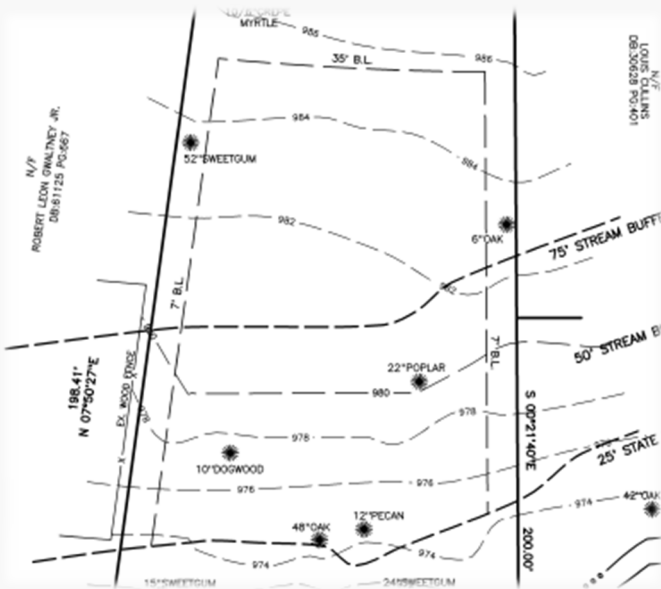 MYRTLE
986
986
35' B.L.
N/F
LOUIS CULLINS
DB:30628 PG:401
984
984
52"SWEETGUM
N/F
ROBERT LEON GWALTNEY JR.
DB:61125 PG:667
982
6"OAK
75' STREAM BUFF
982
7' B.L.
7' B.L.
50' STREAM B
22"POPLAR
980
198.41'
N 07°50'27"E
EX. WOOD FENCE
X
X
978
978
978
S 00°21'40"E
200.00'
10"DOGWOOD
25' STATE
976
976
974
42"OAK
12"PECAN
48"OAK
974
974
15"SWEETGUM
24"SWEETGUM